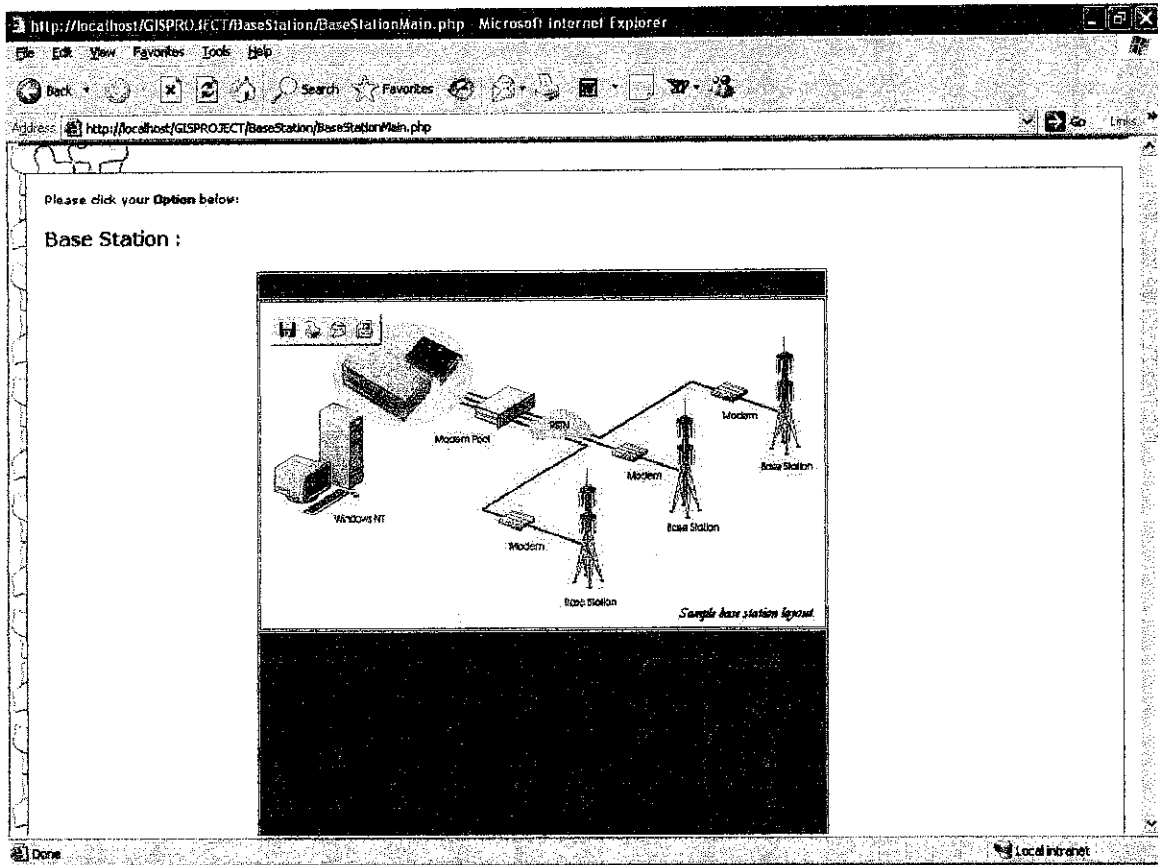 http://localhost/GISPROJECT/BaseStation/BaseStationMain.php - Microsoft Internet Explorer
File Edit View Favorites Tools Help
Back Search Favorites
Address http://localhost/GISPROJECT/BaseStation/BaseStationMain.php Go Links »
Please click your Option below:
Base Station :
Modem
Modem Pool
PSTN
Base Station
Modem
Windows NT
Base Station
Modem
Base Station
Sample base station layout.
Done Local intranet